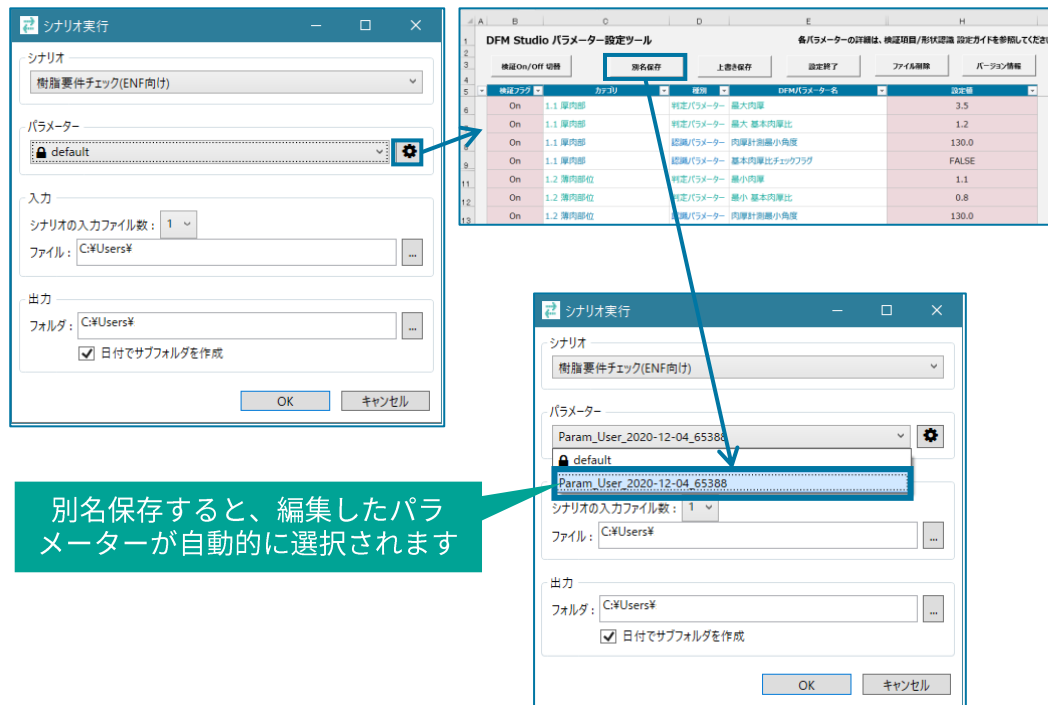 シナリオ実行
シナリオ
樹脂要件チェック(ENF向け)
パラメーター
default
入力
シナリオの入力ファイル数： 1
ファイル： C:¥Users¥
...
出力
フォルダ： C:¥Users¥
...
日付でサブフォルダを作成
OK キャンセル
A B C D E H
1 DFM Studio パラメーター設定ツール 各パラメーターの詳細は、検証項目/形状認識 設定ガイドを参照してくださ
2
3 検証On/Off 切替 別名保存 上書き保存 設定終了 ファイル削除 バージョン情報
4
5 検証フラグ カテゴリ 種別 DFMパラメーター名 設定値
6 On 1.1 厚肉部 判定パラメーター 最大肉厚 3.5
On 1.1 厚肉部 判定パラメーター 最大 基本肉厚比 1.2
8 On 1.1 厚肉部 認識パラメーター 肉厚計測最小角度 130.0
9 On 1.1 厚肉部 認識パラメーター 基本肉厚比チェックフラグ FALSE
11 On 1.2 薄肉部位 判定パラメーター 最小肉厚 1.1
12 On 1.2 薄肉部位 判定パラメーター 最小 基本肉厚比 0.8
13 On 1.2 薄肉部位 認識パラメーター 肉厚計測最小角度 130.0
シナリオ実行
シナリオ
樹脂要件チェック(ENF向け)
パラメーター
Param_User_2020-12-04_65388
default
Param_User_2020-12-04_65388
シナリオの入力ファイル数： 1
ファイル： C:¥Users¥
...
出力
フォルダ： C:¥Users¥
...
日付でサブフォルダを作成
OK キャンセル
別名保存すると、編集したパラ
メーターが自動的に選択されます